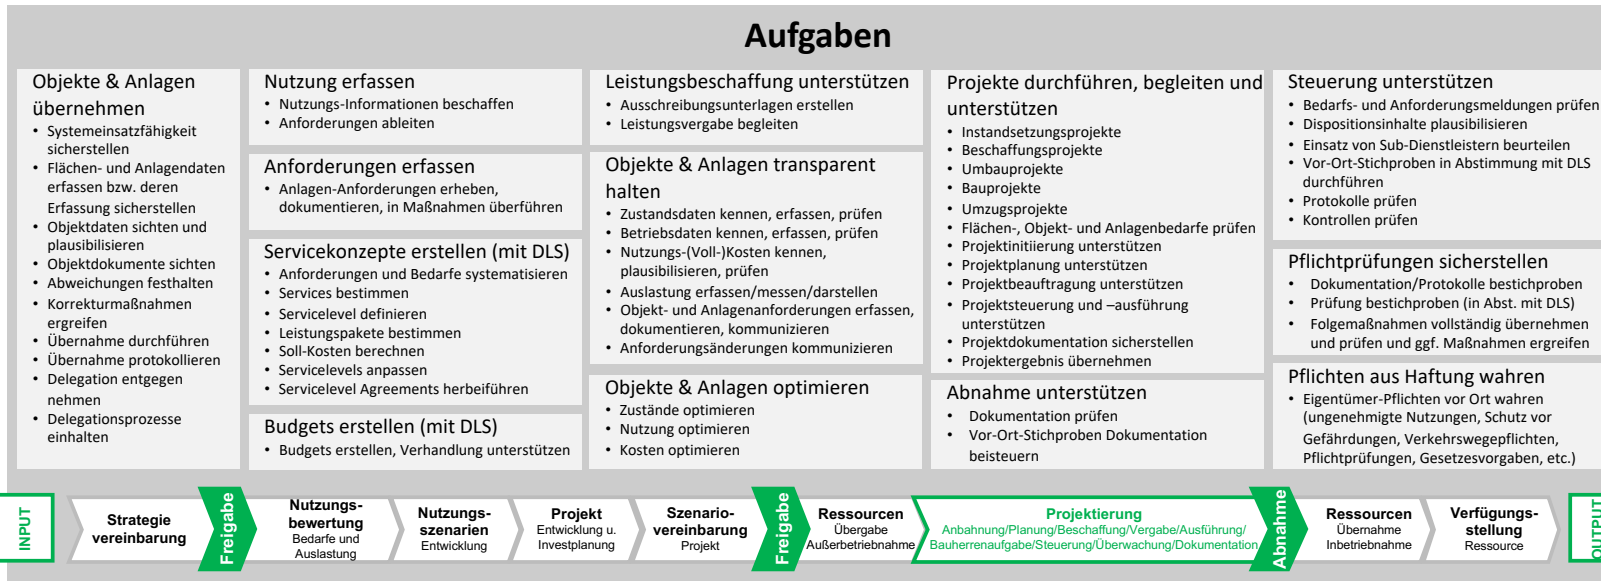 Aufgaben
Objekte & Anlagen
übernehmen
• Systemeinsatzfähigkeit
sicherstellen
• Flächen- und Anlagendaten
erfassen bzw. deren
Erfassung sicherstellen
• Objektdaten sichten und
plausibilisieren
• Objektdokumente sichten
• Abweichungen festhalten
• Korrekturmaßnahmen
ergreifen
• Übernahme durchführen
• Übernahme protokollieren
• Delegation entgegen
nehmen
• Delegationsprozesse
einhalten
Nutzung erfassen
• Nutzungs-Informationen beschaffen
• Anforderungen ableiten
Anforderungen erfassen
• Anlagen-Anforderungen erheben,
dokumentieren, in Maßnahmen überführen
Servicekonzepte erstellen (mit DLS)
• Anforderungen und Bedarfe systematisieren
• Services bestimmen
• Servicelevel definieren
• Leistungspakete bestimmen
• Soll-Kosten berechnen
• Servicelevels anpassen
• Servicelevel Agreements herbeiführen
Budgets erstellen (mit DLS)
• Budgets erstellen, Verhandlung unterstützen
Leistungsbeschaffung unterstützen
• Ausschreibungsunterlagen erstellen
• Leistungsvergabe begleiten
Objekte & Anlagen transparent
halten
• Zustandsdaten kennen, erfassen, prüfen
• Betriebsdaten kennen, erfassen, prüfen
• Nutzungs-(Voll-)Kosten kennen,
plausibilisieren, prüfen
• Auslastung erfassen/messen/darstellen
• Objekt- und Anlagenanforderungen erfassen,
dokumentieren, kommunizieren
• Anforderungsänderungen kommunizieren
Objekte & Anlagen optimieren
• Zustände optimieren
• Nutzung optimieren
• Kosten optimieren
Projekte durchführen, begleiten und
unterstützen
• Instandsetzungsprojekte
• Beschaffungsprojekte
• Umbauprojekte
• Bauprojekte
• Umzugsprojekte
• Flächen-, Objekt- und Anlagenbedarfe prüfen
• Projektinitiierung unterstützen
• Projektplanung unterstützen
• Projektbeauftragung unterstützen
• Projektsteuerung und –ausführung
unterstützen
• Projektdokumentation sicherstellen
• Projektergebnis übernehmen
Abnahme unterstützen
• Dokumentation prüfen
• Vor-Ort-Stichproben Dokumentation
beisteuern
Steuerung unterstützen
• Bedarfs- und Anforderungsmeldungen prüfen
• Dispositionsinhalte plausibilisieren
• Einsatz von Sub-Dienstleistern beurteilen
• Vor-Ort-Stichproben in Abstimmung mit DLS
durchführen
• Protokolle prüfen
• Kontrollen prüfen
Pflichtprüfungen sicherstellen
• Dokumentation/Protokolle bestichproben
• Prüfung bestichproben (in Abst. mit DLS)
• Folgemaßnahmen vollständig übernehmen
und prüfen und ggf. Maßnahmen ergreifen
Pflichten aus Haftung wahren
• Eigentümer-Pflichten vor Ort wahren
(ungenehmigte Nutzungen, Schutz vor
Gefährdungen, Verkehrswegepflichten,
Pflichtprüfungen, Gesetzesvorgaben, etc.)
INPUT
Strategie
vereinbarung
Freigabe
Nutzungs-
bewertung
Bedarfe und
Auslastung
Nutzungs-
szenarien
Entwicklung
Projekt
Entwicklung u.
Investplanung
Szenario-
vereinbarung
Projekt
Freigabe
Ressourcen
Übergabe
Außerbetriebnahme
Projektierung
Anbahnung/Planung/Beschaffung/Vergabe/Ausführung/
Bauherrenaufgabe/Steuerung/Überwachung/Dokumentation
Abnahme
Ressourcen
Übernahme
Inbetriebnahme
Verfügungs-
stellung
Ressource
OUTPUT